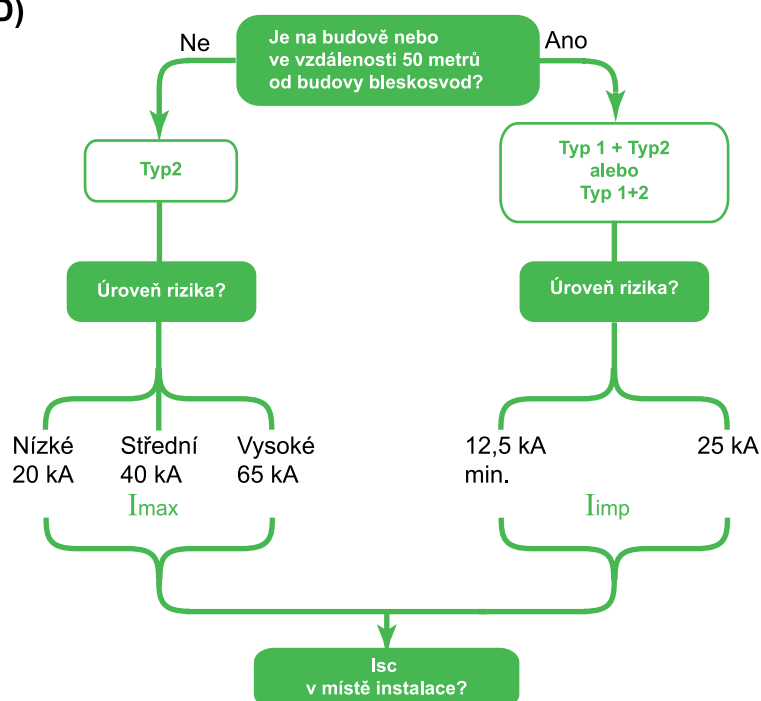 D)
Je na budově nebo
ve vzdálenosti 50 metrů
od budovy bleskosvod?
Ne
Ano
Typ2
Typ 1 + Typ2
alebo
Typ 1+2
Úroveň rizika?
Úroveň rizika?
Nízké
20 kA
Střední
40 kA
Vysoké
65 kA
Imax
12,5 kA
min.
25 kA
Iimp
Isc
v místě instalace?